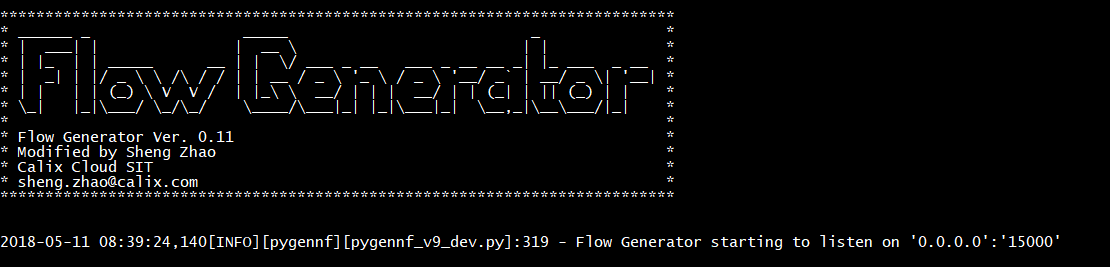 Flow Generator
Flow Generator Ver. 0.11
Modified by Sheng Zhao
Calix Cloud SIT
sheng.zhao@calix.com
2018-05-11 08:39:24,140[INFO][pygennf][pygennf_v9_dev.py]:319 - Flow Generator starting to listen on '0.0.0.0':'15000'